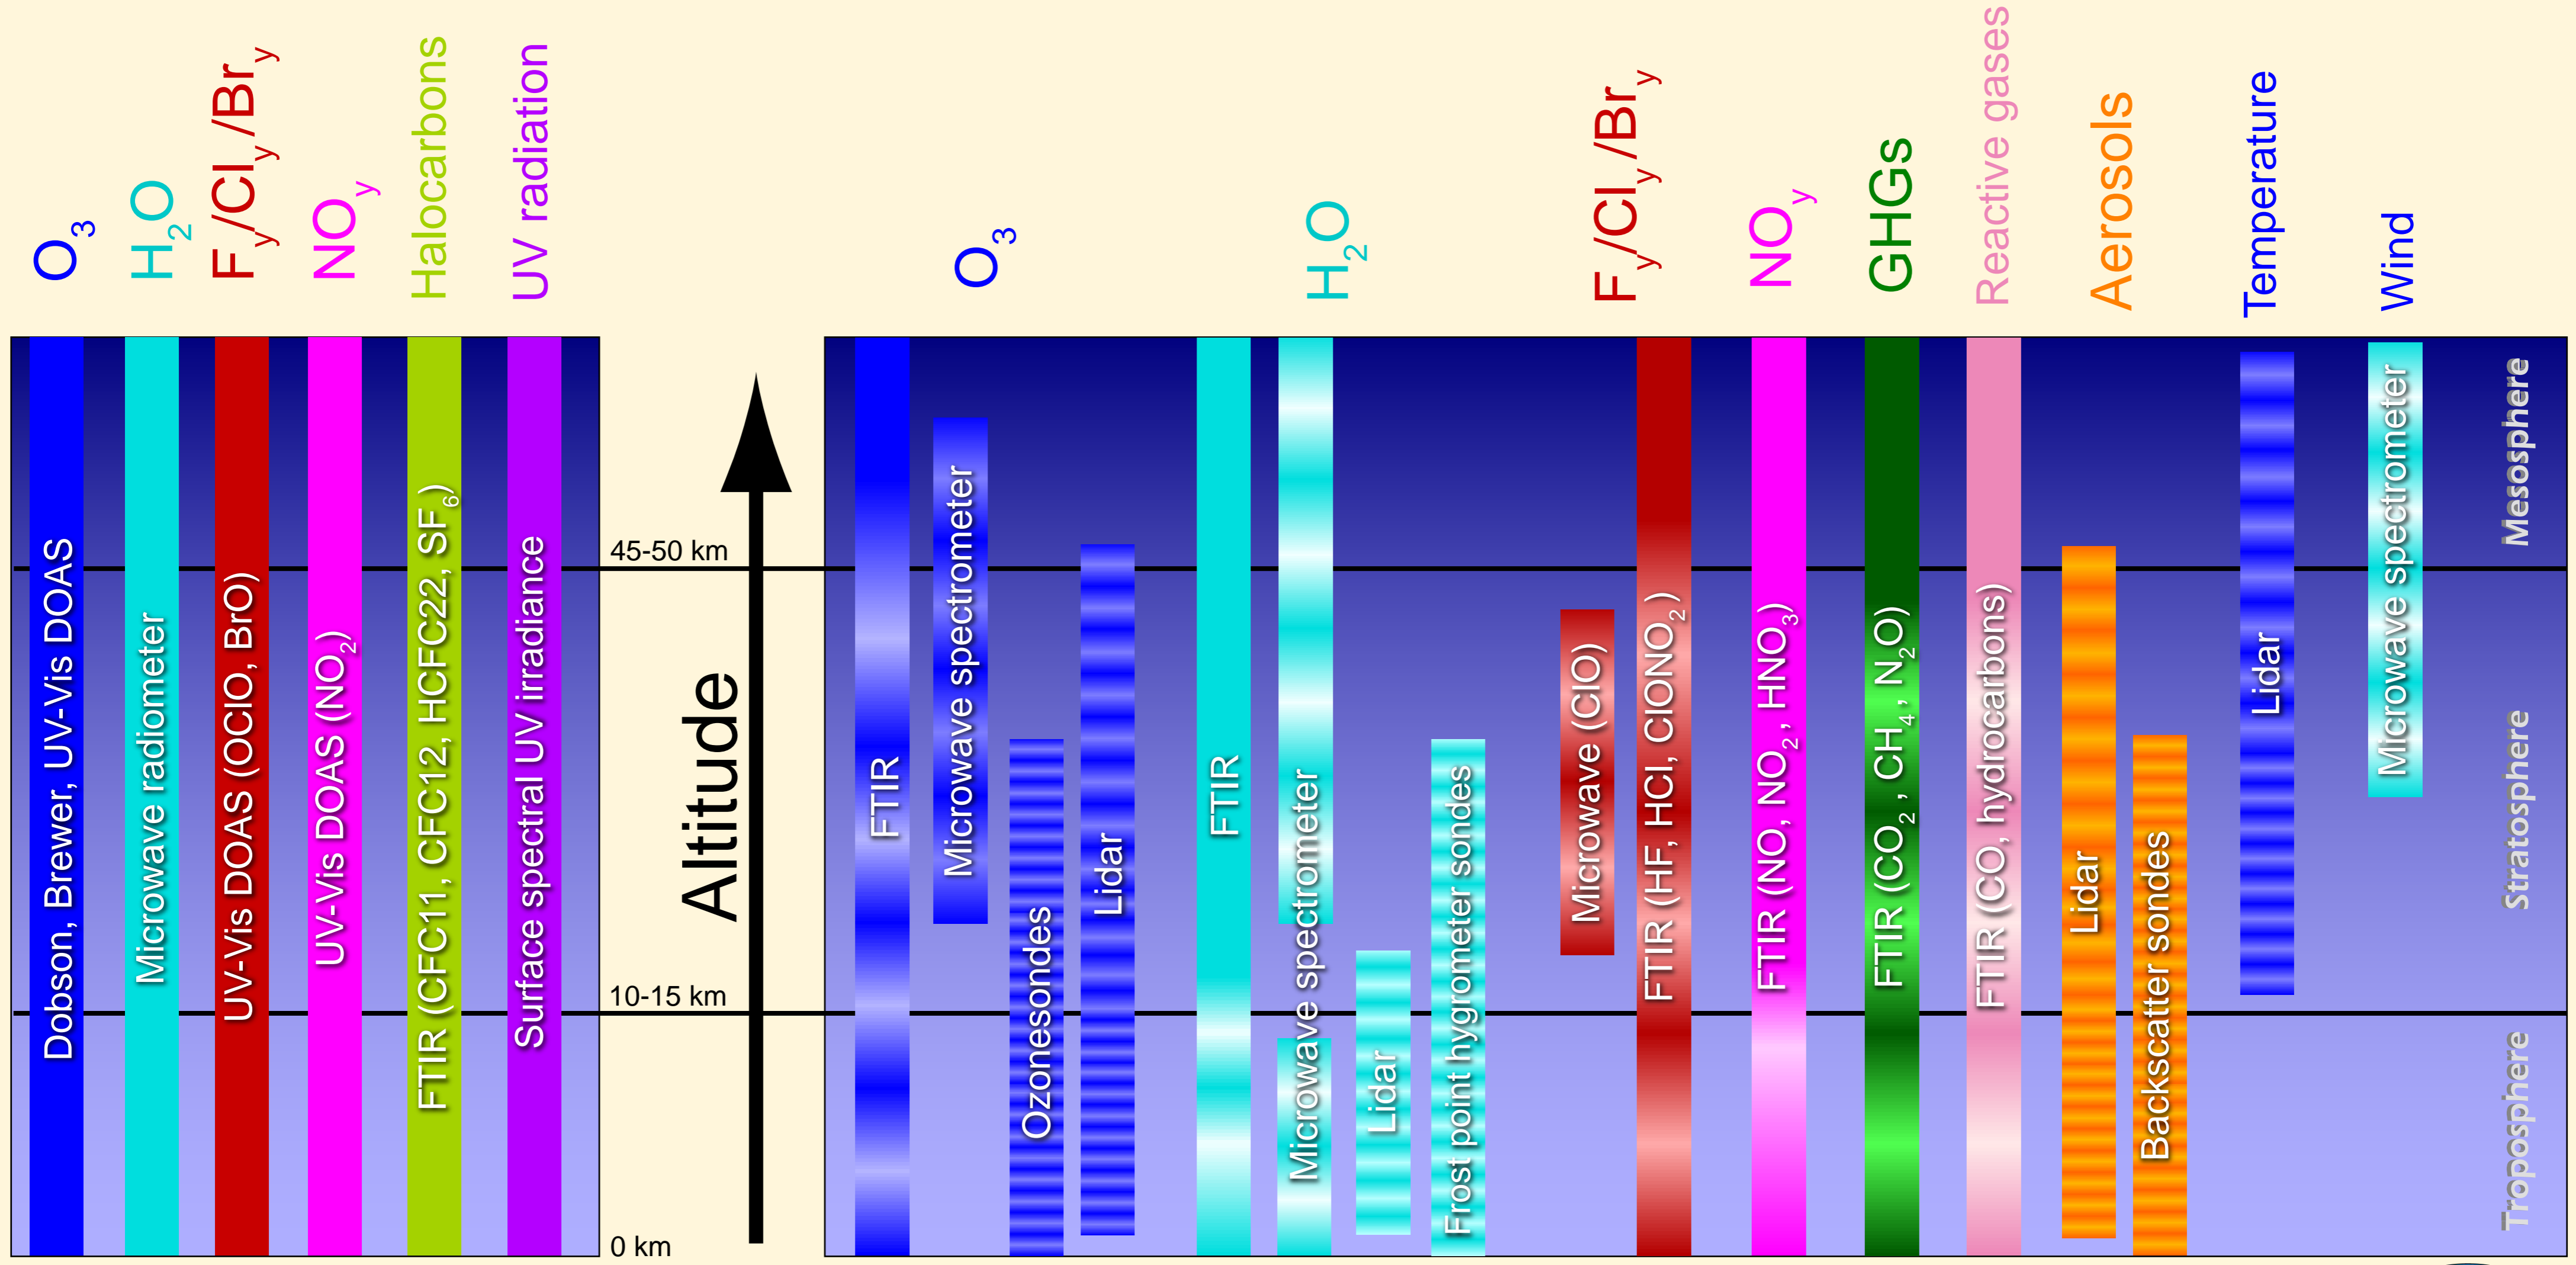 O₃
H₂O
Fy/Cly/Bry
NOy
Halocarbons
UV radiation
O₃
H₂O
Fy/Cly/Bry
NOy
GHGs
Reactive gases
Aerosols
Temperature
Wind
Dobson, Brewer, UV-Vis DOAS
Microwave radiometer
UV-Vis DOAS (OClO, BrO)
UV-Vis DOAS (NO₂)
FTIR (CFC11, CFC12, HCFC22, SF₆)
Surface spectral UV irradiance
45-50 km
10-15 km
0 km
Altitude
FTIR
Microwave spectrometer
Ozonesondes
Lidar
FTIR
Microwave spectrometer
Lidar
Frost point hygrometer sondes
Microwave (ClO)
FTIR (HF, HCl, ClONO₂)
FTIR (NO, NO₂, HNO₃)
FTIR (CO₂, CH₄, N₂O)
FTIR (CO, hydrocarbons)
Lidar
Backscatter sondes
Lidar
Microwave spectrometer
Mesosphere
Stratosphere
Troposphere